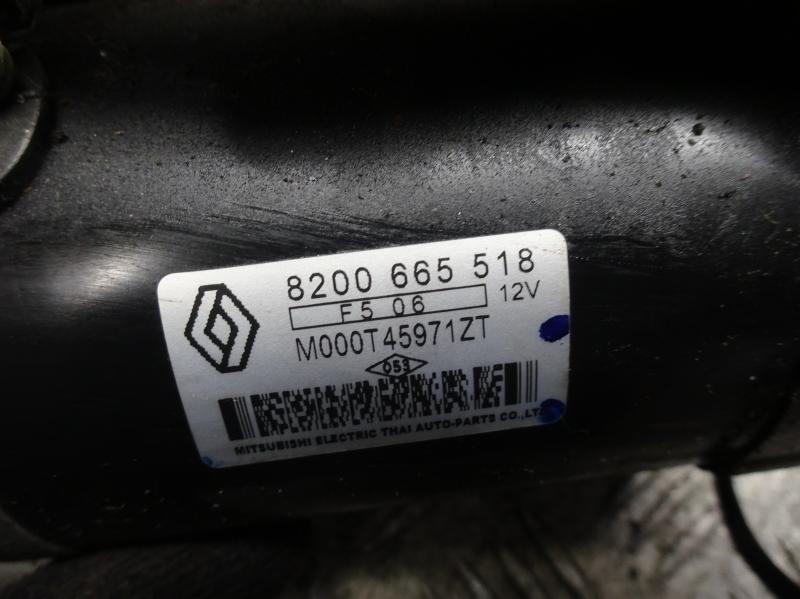 8200 665 518
F5 06 12V
M000T45971ZT
053
MITSUBISHI ELECTRIC THAI AUTO-PARTS CO.,LTD